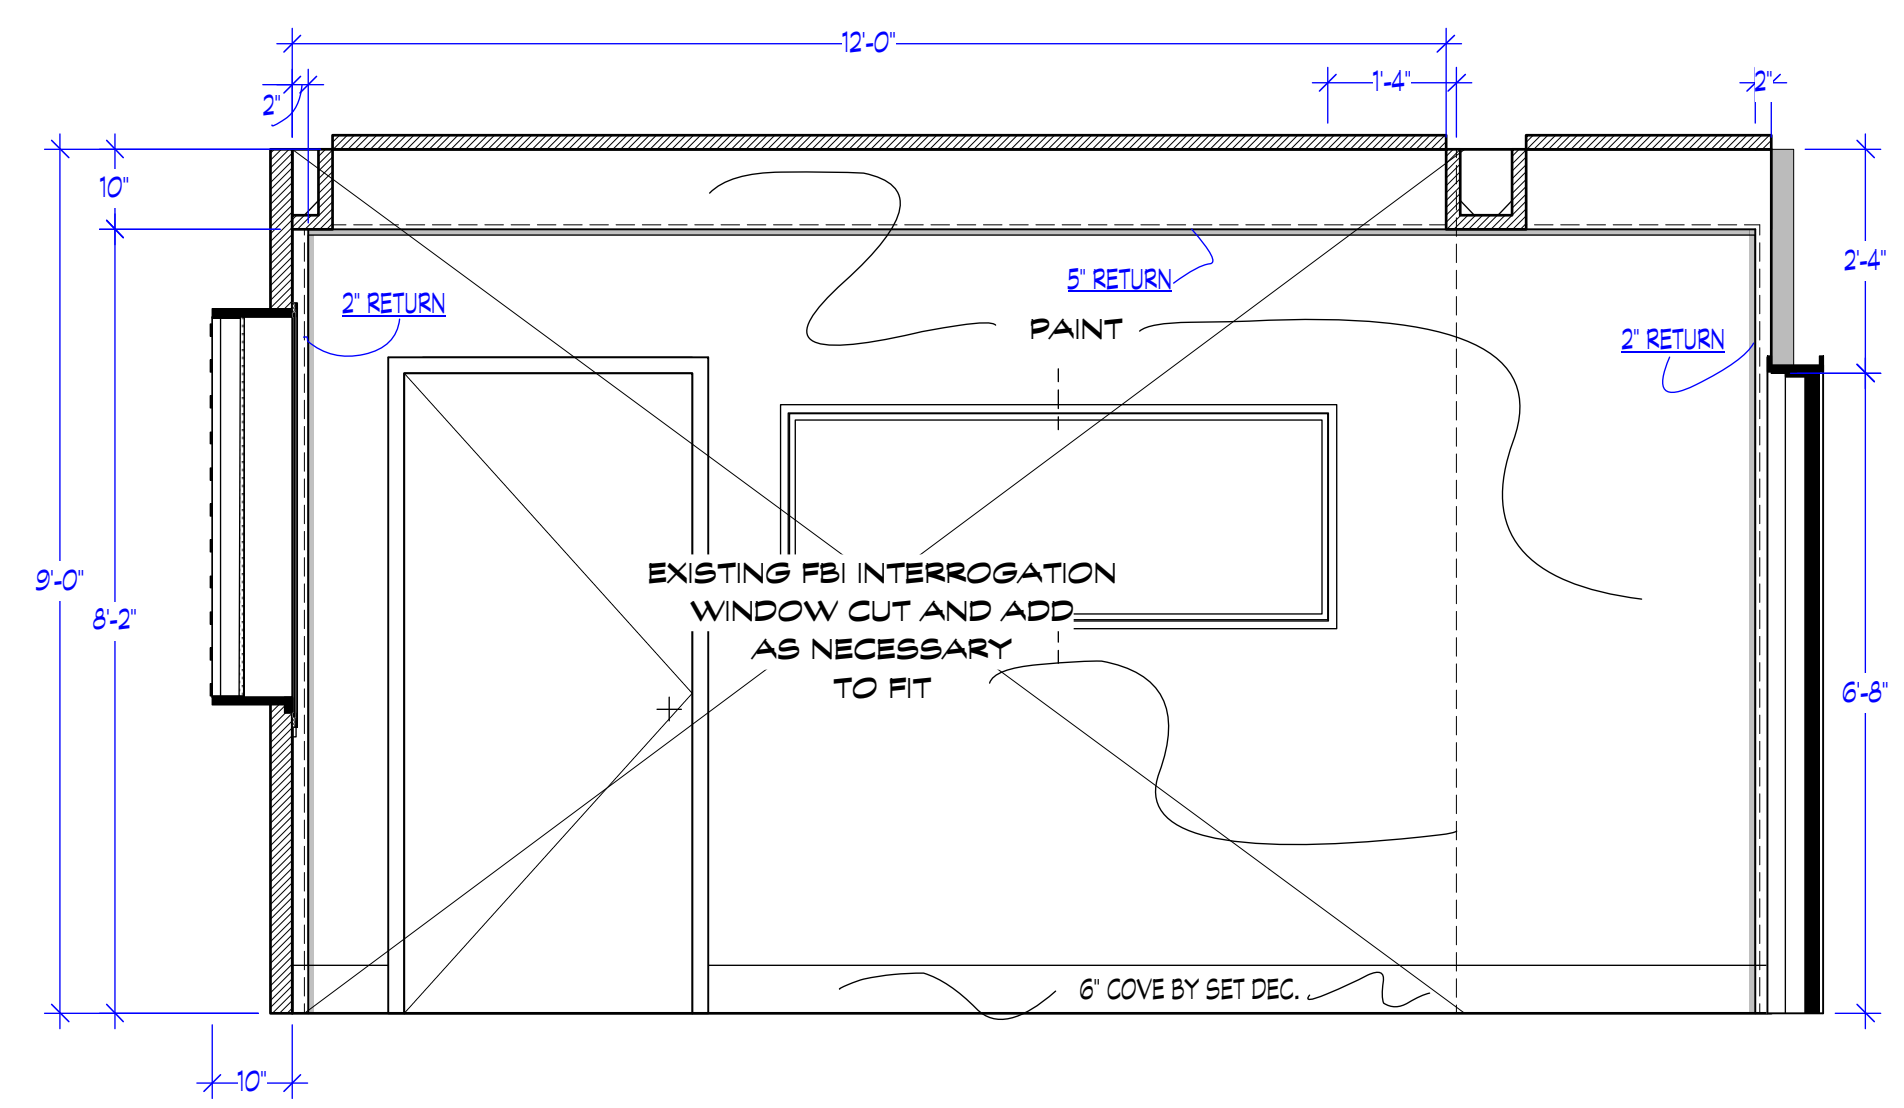 12'-0"
1'-4"
2"
2"
10"
2'-4"
5" RETURN
2" RETURN
PAINT
2" RETURN
EXISTING FBI INTERROGATION
WINDOW CUT AND ADD
AS NECESSARY
TO FIT
9'-0"
8'-2"
6'-8"
6" COVE BY SET DEC.
10"